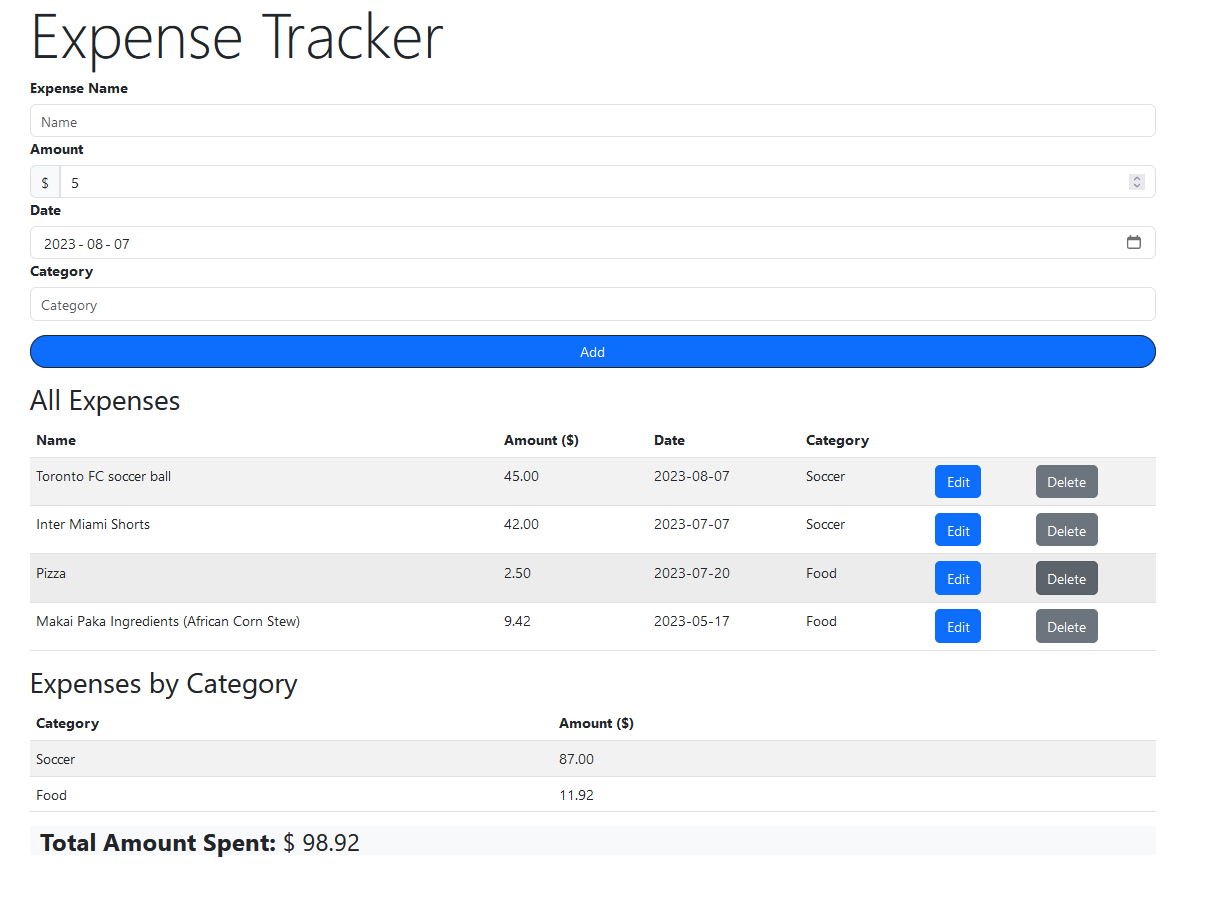 Expense Tracker
Expense Name
Name
Amount
$ 5
Date
2023-08-07
Category
Category
Add
All Expenses
Name Amount ($) Date Category
Toronto FC soccer ball 45.00 2023-08-07 Soccer Edit Delete
Inter Miami Shorts 42.00 2023-07-07 Soccer Edit Delete
Pizza 2.50 2023-07-20 Food Edit Delete
Makai Paka Ingredients (African Corn Stew) 9.42 2023-05-17 Food Edit Delete
Expenses by Category
Category Amount ($)
Soccer 87.00
Food 11.92
Total Amount Spent: $ 98.92